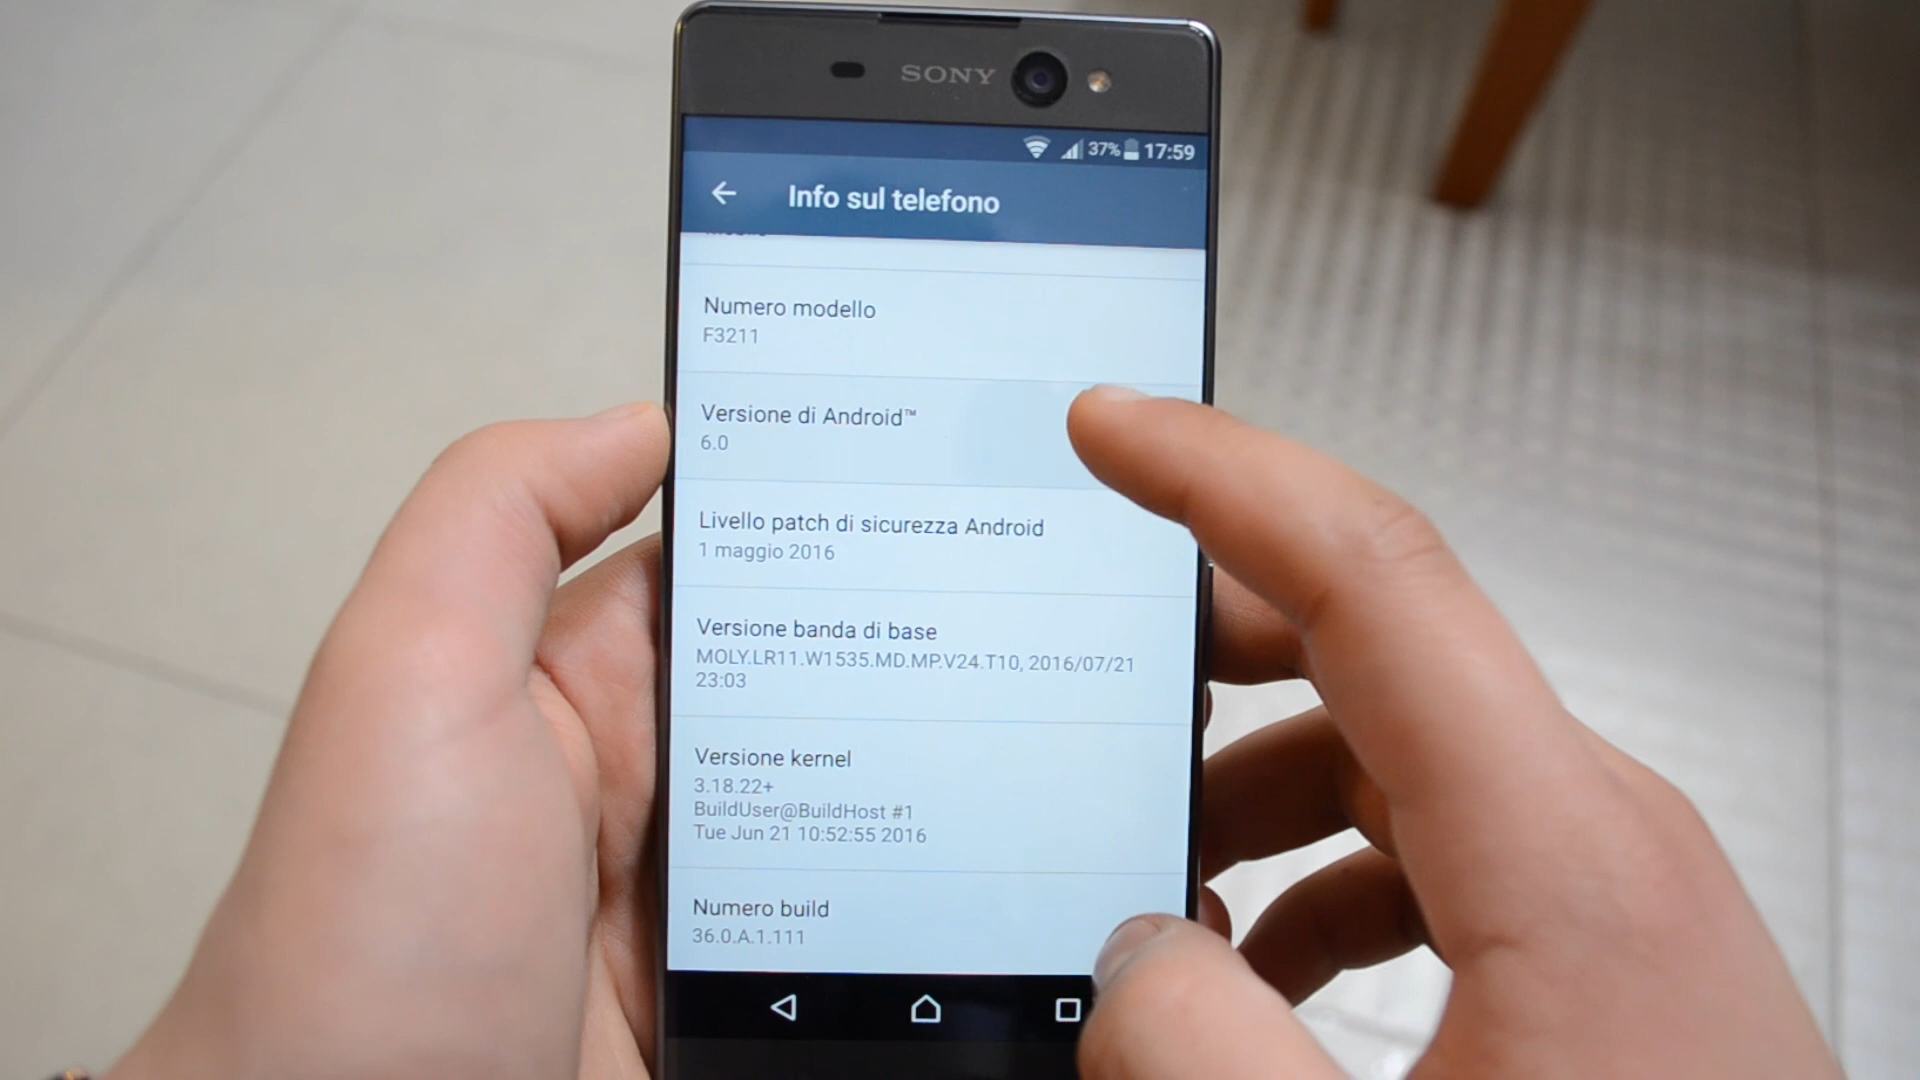 SONY
37% 17:59
Info sul telefono
Numero modello
F3211
Versione di Android™
6.0
Livello patch di sicurezza Android
1 maggio 2016
Versione banda di base
MOLY.LR11.W1535.MD.MP.V24.T10, 2016/07/21
23:03
Versione kernel
3.18.22+
BuildUser@BuildHost #1
Tue Jun 21 10:52:55 2016
Numero build
36.0.A.1.111